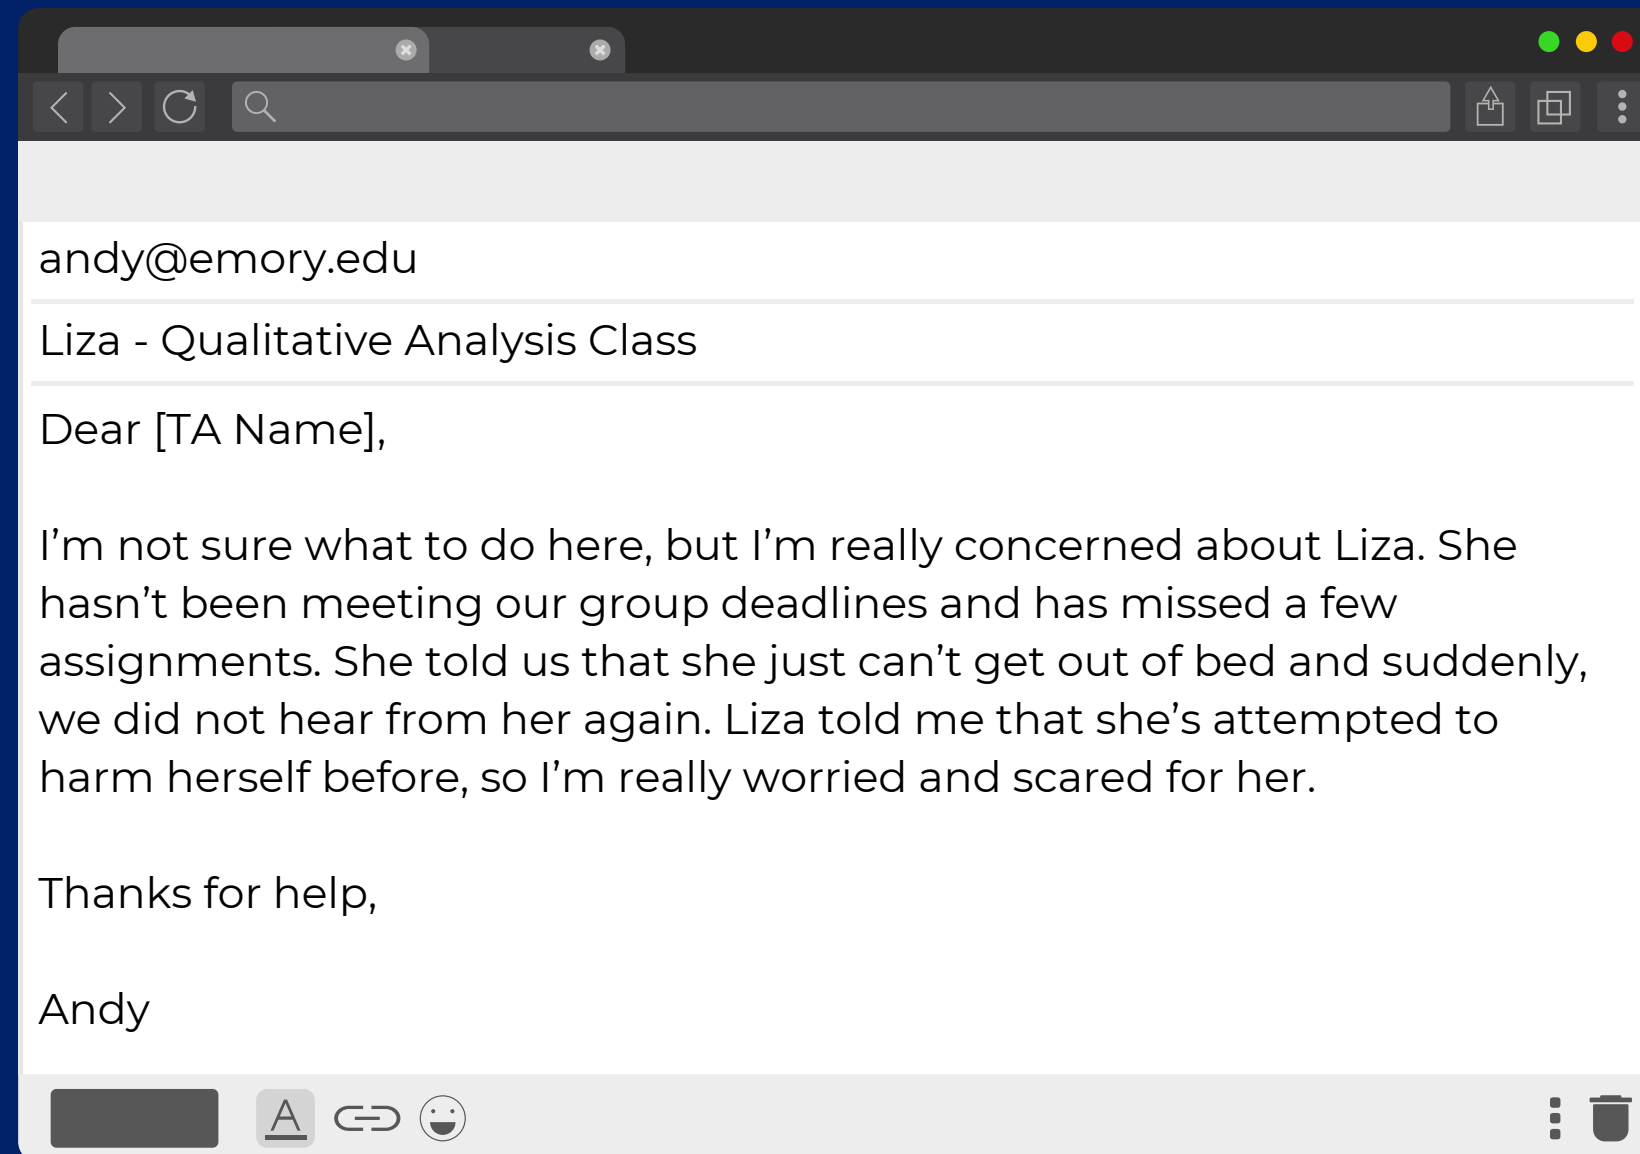 andy@emory.edu
Liza - Qualitative Analysis Class
Dear [TA Name],
I’m not sure what to do here, but I’m really concerned about Liza. She
hasn’t been meeting our group deadlines and has missed a few
assignments. She told us that she just can’t get out of bed and suddenly,
we did not hear from her again. Liza told me that she’s attempted to
harm herself before, so I’m really worried and scared for her.
Thanks for help,
Andy
A